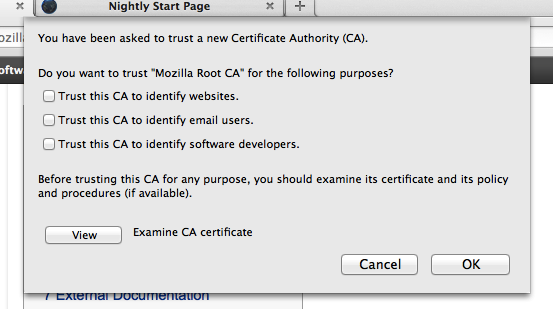 Nightly Start Page
You have been asked to trust a new Certificate Authority (CA).
Do you want to trust "Mozilla Root CA" for the following purposes?
Trust this CA to identify websites.
Trust this CA to identify email users.
Trust this CA to identify software developers.
Before trusting this CA for any purpose, you should examine its certificate and its policy
and procedures (if available).
View Examine CA certificate
Cancel OK
7 External Documentation